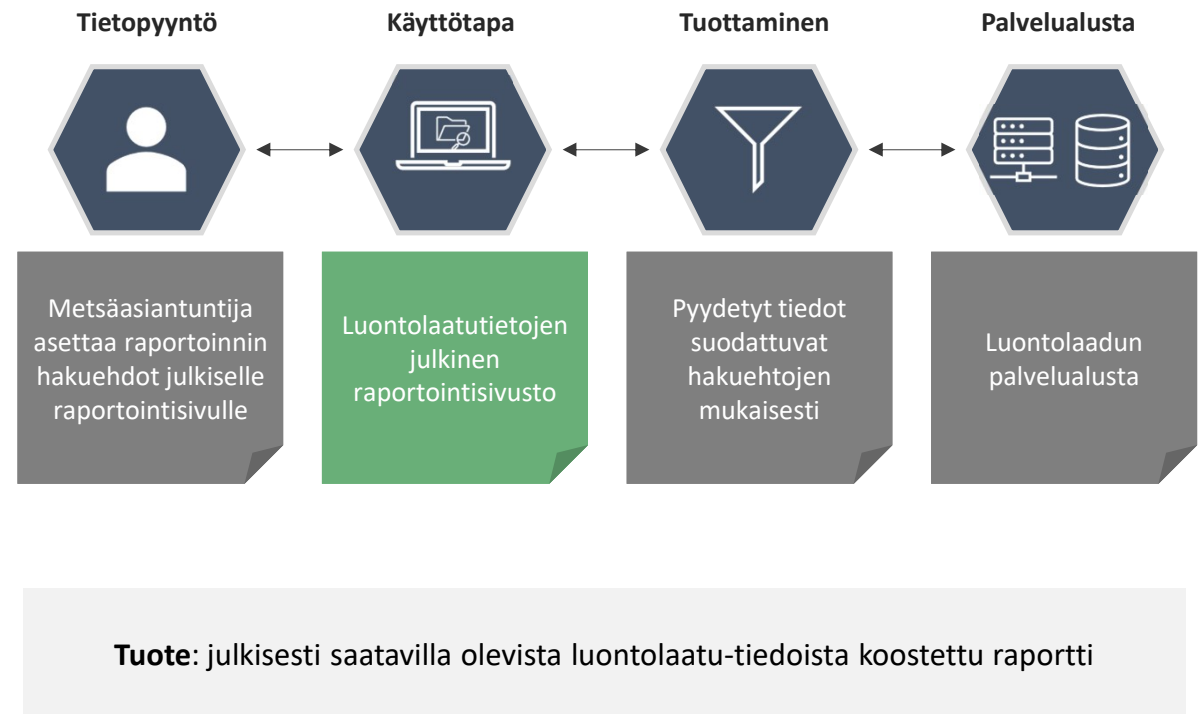 Tietopyyntö
Käyttötapa
Tuottaminen
Palvelualusta
Metsäasiantuntija
asettaa raportoinnin
hakuehdot julkiselle
raportointisivulle
Luontolaatutietojen
julkinen
raportointisivusto
Pyydetyt tiedot
suodattuvat
hakuehtojen
mukaisesti
Luontolaadun
palvelualusta
Tuote: julkisesti saatavilla olevista luontolaatu-tiedoista koostettu raportti